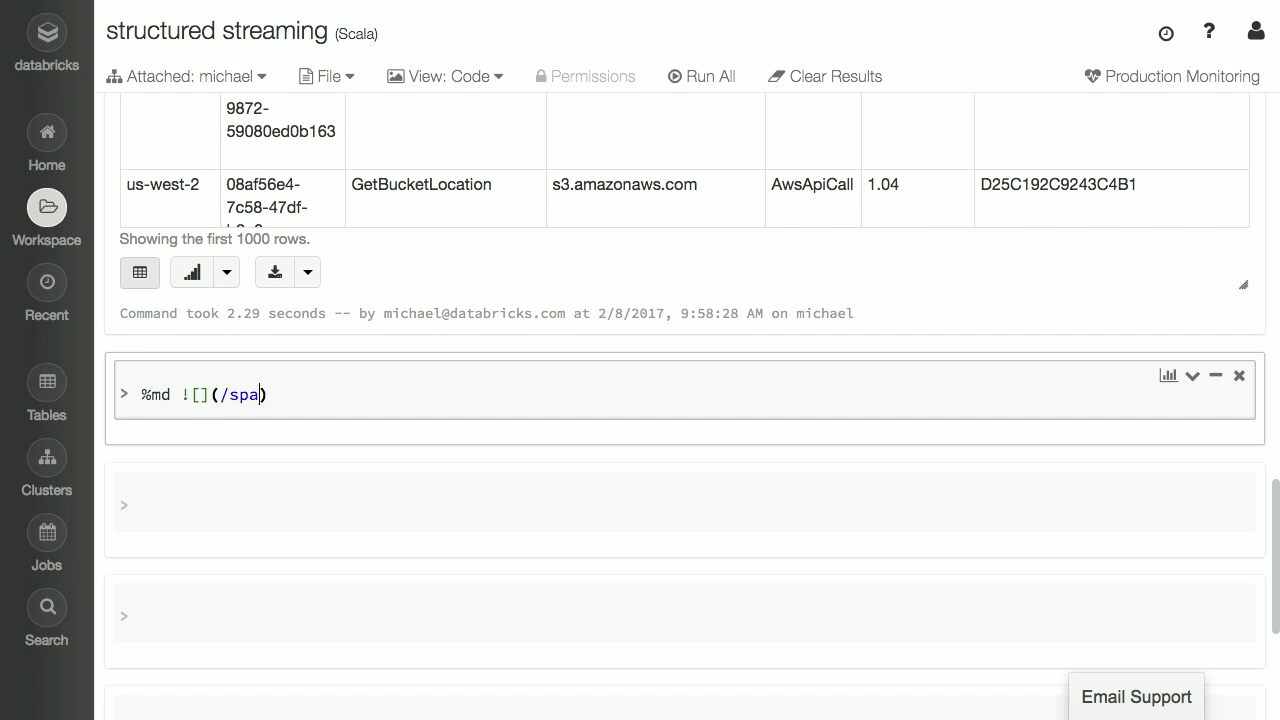 structured streaming (Scala)
databricks
Attached: michael File View: Code Permissions Run All Clear Results Production Monitoring
9872-
59080ed0b163
us-west-2 08af56e4- GetBucketLocation s3.amazonaws.com AwsApiCall 1.04 D25C192C9243C4B1
7c58-47df-
Showing the first 1000 rows.
Command took 2.29 seconds -- by michael@databricks.com at 2/8/2017, 9:58:28 AM on michael
> %md ![](/spa)
>
>
Home
Workspace
Recent
Tables
Clusters
Jobs
Search
Email Support